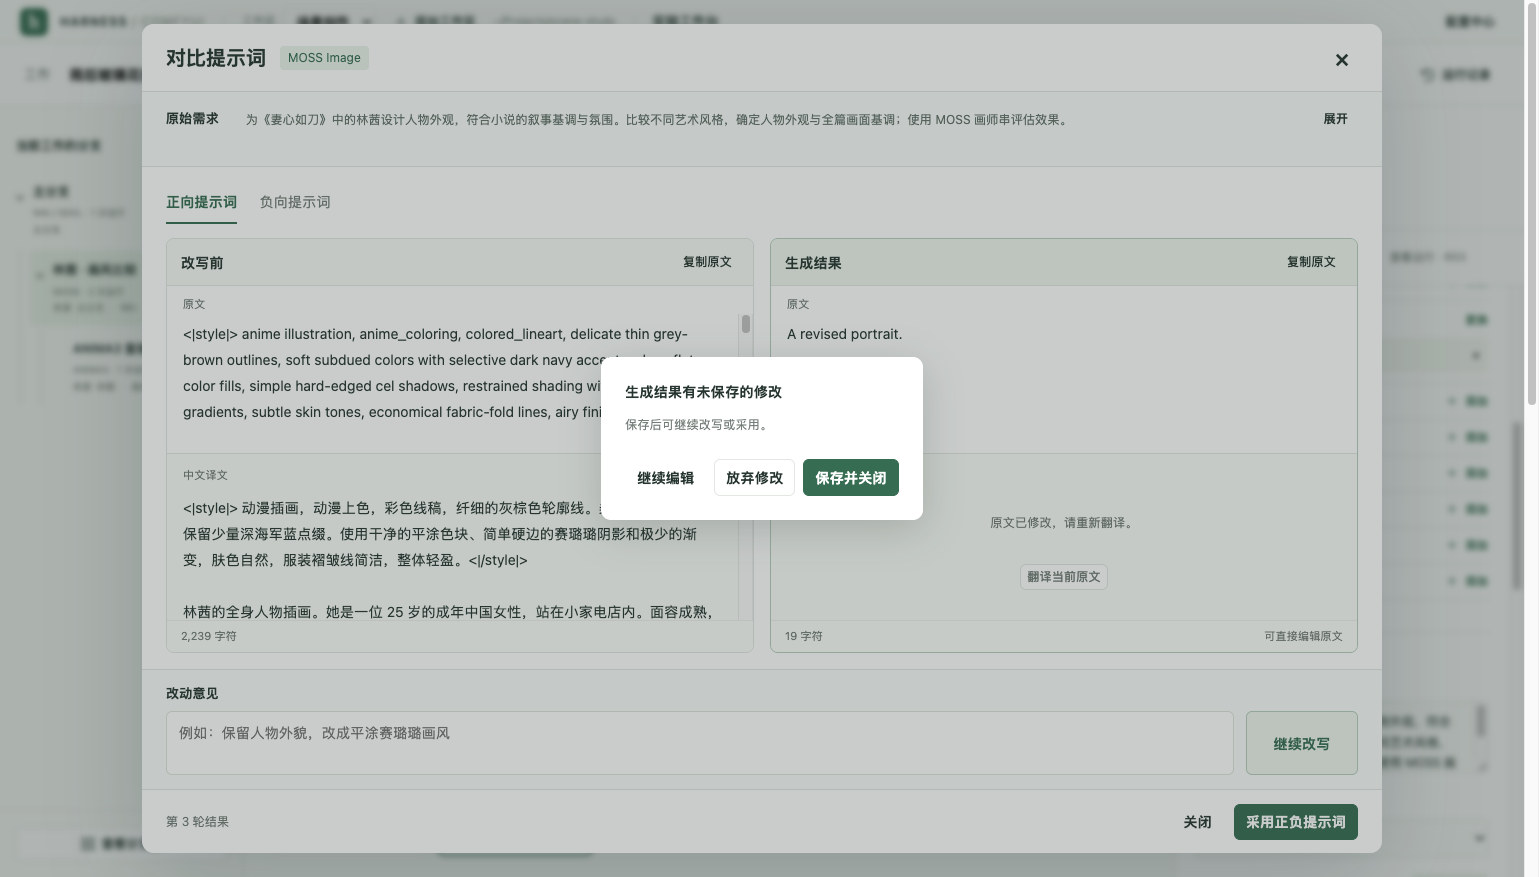 对比提示词
MOSS Image
原始需求
为《妻心如刀》中的林茜设计人物外观，符合小说的叙事基调与氛围。比较不同艺术风格，确定人物外观与全篇画面基调；使用 MOSS 画师串评估效果。
展开
正向提示词
负向提示词
改写前
复制原文
原文
<|style|> anime illustration, anime_coloring, colored_lineart, delicate thin grey-
brown outlines, soft subdued colors with selective dark navy
color fills, simple hard-edged cel shadows, restrained shading
gradients, subtle skin tones, economical fabric-fold lines, airy
中文译文
<|style|> 动漫插画，动漫上色，彩色线稿，纤细的灰棕色轮廓线。
保留少量深海军蓝点缀。使用干净的平涂色块、简单硬边的赛璐璐阴影和极少的渐
变，肤色自然，服装褶皱线简洁，整体轻盈。<|/style|>
林茜的全身人物插画。她是一位 25 岁的成年中国女性，站在小家电店内。面容成熟，
2,239 字符
生成结果
复制原文
原文
A revised portrait.
原文已修改，请重新翻译。
翻译当前原文
19 字符
可直接编辑原文
生成结果有未保存的修改
保存后可继续改写或采用。
继续编辑
放弃修改
保存并关闭
改动意见
例如：保留人物外貌，改成平涂赛璐璐画风
继续改写
第 3 轮结果
关闭
采用正负提示词